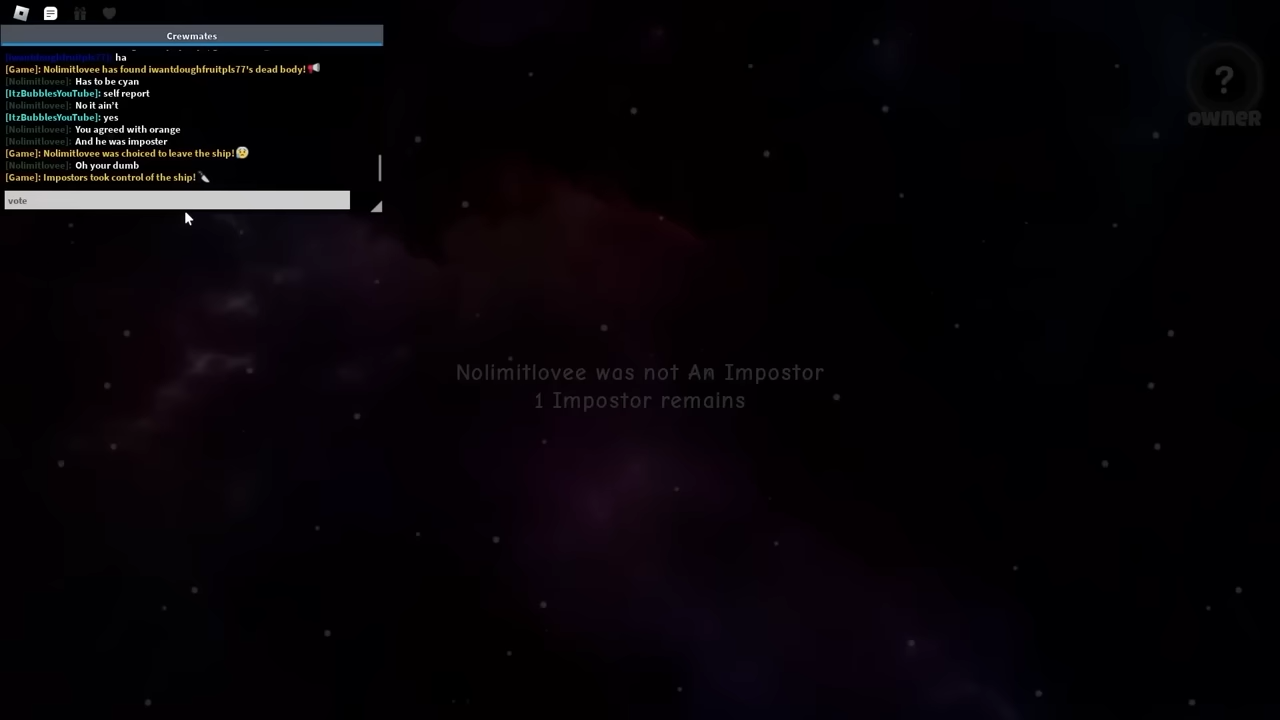 Crewmates
ha
[Game]: Nolimitlovee has found iwantdoughfruitpls77's dead body!
[Nolimitlovee]: Has to be cyan
[ItzBubblesYouTube]: self report
[Nolimitlovee]: No it ain't
[ItzBubblesYouTube]: yes
[Nolimitlovee]: You agreed with orange
[Nolimitlovee]: And he was imposter
[Game]: Nolimitlovee was choiced to leave the ship!
[Nolimitlovee]: Oh your dumb
[Game]: Impostors took control of the ship!
vote
?
OWNER
Nolimitlovee was not An Impostor
1 Impostor remains